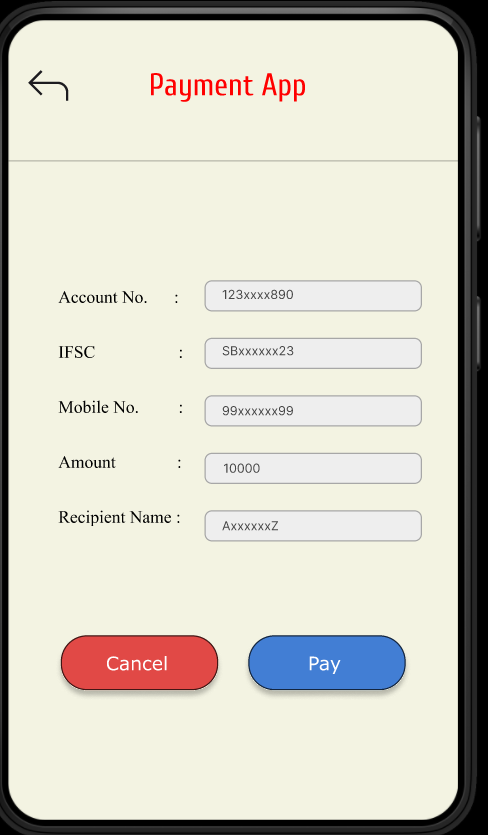 Payment App
Account No. : 123xxxx890
IFSC : SBxxxxxx23
Mobile No. : 99xxxxxx99
Amount : 10000
Recipient Name : AxxxxxxZ
Cancel Pay